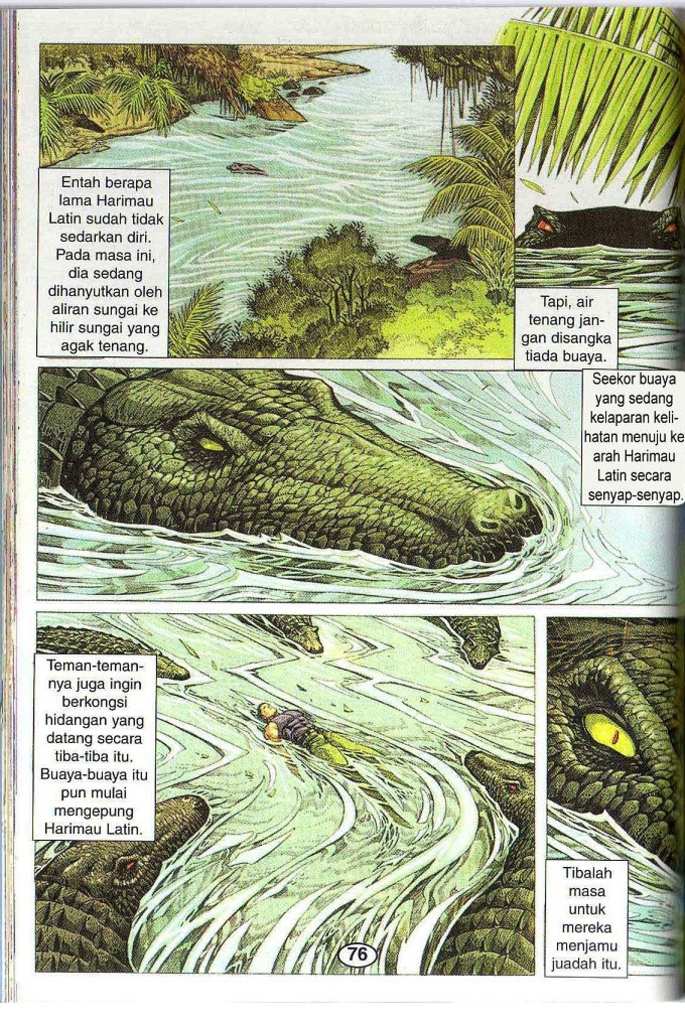 Entah berapa
lama Harimau
Latin sudah tidak
sedarkan diri.
Pada masa ini,
dia sedang
dihanyutkan oleh
aliran sungai ke
hilir sungai yang
agak tenang.
Tapi, air
tenang jan-
gan disangka
tiada buaya.
Seekor buaya
yang sedang
kelaparan keli-
hatan menuju ke
arah Harimau
Latin secara
senyap-senyap.
Teman-teman-
nya juga ingin
berkongsi
hidangan yang
datang secara
tiba-tiba itu.
Buaya-buaya itu
pun mulai
mengepung
Harimau Latin.
Tibalah
masa
untuk
mereka
menjamu
juadah itu.
76